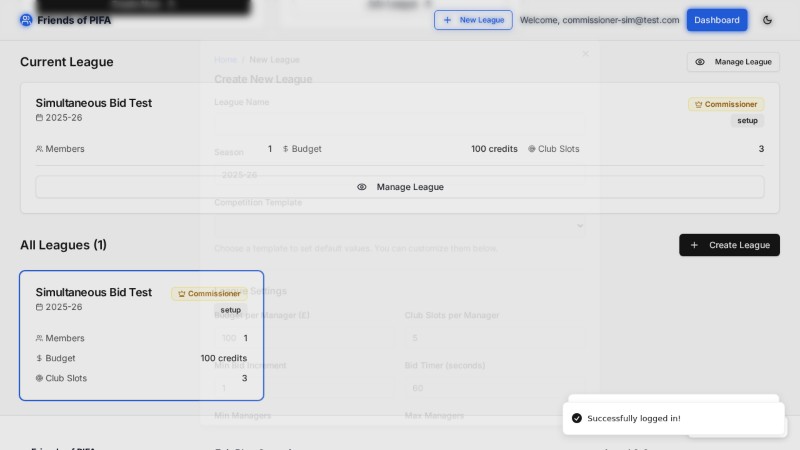 Friends of PIFA
New League
Welcome, commissioner-sim@test.com
Dashboard
Home / New League
Current League
Manage League
Create New League
Simultaneous Bid Test
2025-26
League Name
Commissioner
setup
Members 1
Budget 100 credits
Club Slots 3
Season
2025-26
Manage League
Competition Template
All Leagues (1)
Create League
Choose a template to set default values. You can customize them below.
Simultaneous Bid Test
2025-26
Commissioner
setup
Settings
per Manager (£)
Club Slots per Manager
100
5
Members 1
Budget 100 credits
Club Slots 3
Min Bid Increment
Bid Timer (seconds)
1
60
Min Managers
Max Managers
Successfully logged in!
Friends of PIFA